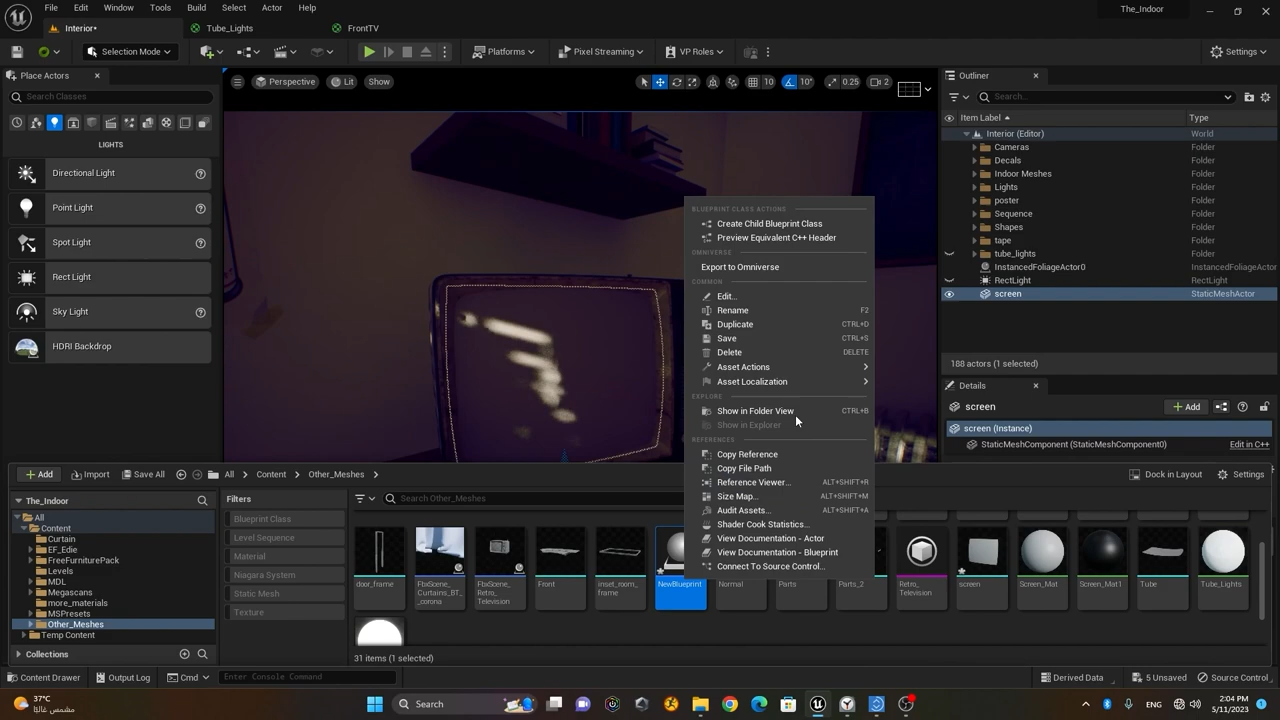 File Edit Window Tools Build Select Actor Help
The_Indoor
Interior•
Tube_Lights
FrontTV
Selection Mode
Platforms
Pixel Streaming
VP Roles
Settings
Place Actors
Search Classes
LIGHTS
Directional Light
Point Light
Spot Light
Rect Light
Sky Light
HDRI Backdrop
Perspective Lit Show
10 10° 0.25 2
BLUEPRINT CLASS ACTIONS
Create Child Blueprint Class
Preview Equivalent C++ Header
OMNIVERSE
Export to Omniverse
COMMON
Edit...
Rename F2
Duplicate CTRL+D
Save CTRL+S
Delete DELETE
Asset Actions
Asset Localization
EXPLORE
Show in Folder View CTRL+B
Show in Explorer
REFERENCES
Copy Reference
Copy File Path
Reference Viewer... ALT+SHIFT+R
Size Map... ALT+SHIFT+M
Audit Assets... ALT+SHIFT+A
Shader Cook Statistics...
View Documentation - Actor
View Documentation - Blueprint
Connect To Source Control...
Outliner
Search...
Item Label Type
Interior (Editor) World
Cameras Folder
Decals Folder
Indoor Meshes Folder
Lights Folder
poster Folder
Sequence Folder
Shapes Folder
tape Folder
tube_lights Folder
InstancedFoliageActor0 InstancedFoliageActor
RectLight RectLight
screen StaticMeshActor
188 actors (1 selected)
Details
screen
Add
screen (Instance)
StaticMeshComponent (StaticMeshComponent0) Edit in C++
Add Import Save All All Content Other_Meshes
Dock in Layout Settings
The_Indoor
All
Content
Curtain
EF_Edie
FreeFurniturePack
Levels
MDL
Megascans
more_materials
MSPresets
Other_Meshes
Temp Content
Collections
Filters
Blueprint Class
Level Sequence
Material
Niagara System
Static Mesh
Texture
Search Other_Meshes
door_frame
FbxScene_
Curtains_BT_
_corona
FbxScene_
Retro_
Television
Front
inset_room_
frame
NewBlueprint
Normal
Parts
Parts_2
Retro_
Television
screen
Screen_Mat
Screen_Mat1
Tube
Tube_Lights
31 items (1 selected)
Content Drawer Output Log Cmd Enter Console Command
Derived Data 5 Unsaved Source Control
37°C
Search
ENG
2:04 PM
5/11/2023